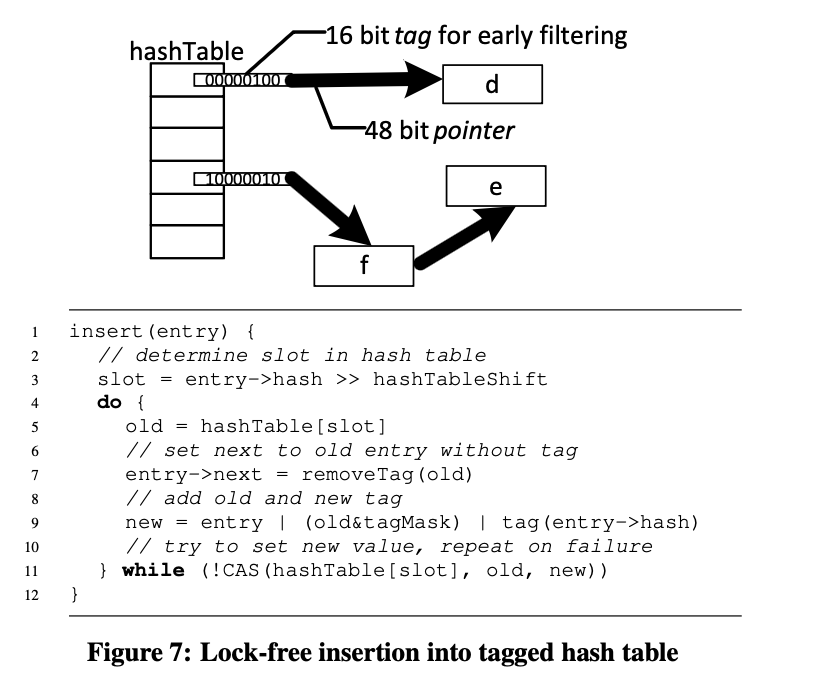 16 bit tag for early filtering
hashTable
00000100
d
48 bit pointer
10000010
e
f
1 insert(entry) {
2 // determine slot in hash table
3 slot = entry->hash >> hashTableShift
4 do {
5 old = hashTable[slot]
6 // set next to old entry without tag
7 entry->next = removeTag(old)
8 // add old and new tag
9 new = entry | (old&tagMask) | tag(entry->hash)
10 // try to set new value, repeat on failure
11 } while (!CAS(hashTable[slot], old, new))
12 }
Figure 7: Lock-free insertion into tagged hash table